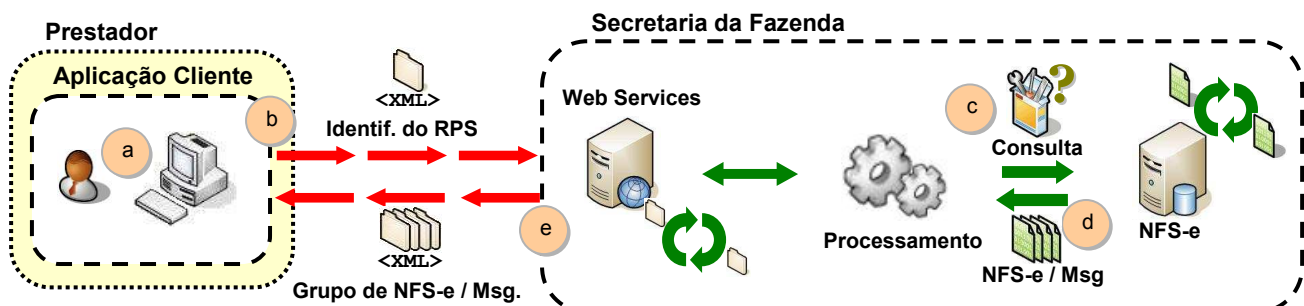 Prestador
Aplicação Cliente
a
b
<XML>
Identif. do RPS
<XML>
Grupo de NFS-e / Msg.
e
Secretaria da Fazenda
Web Services
Processamento
c
?
Consulta
d
NFS-e / Msg
NFS-e